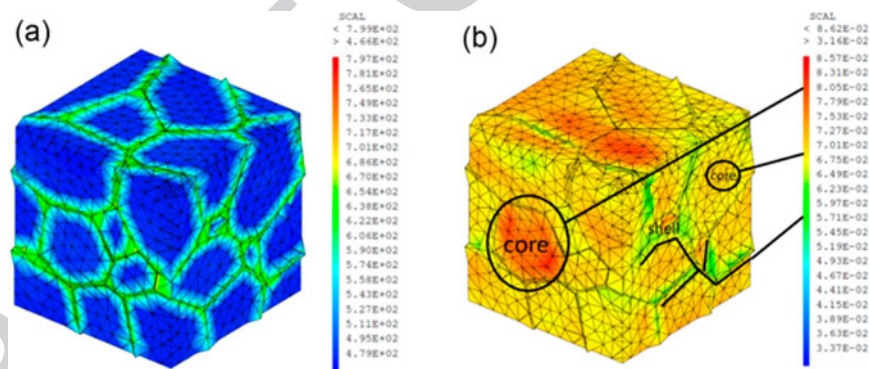 (a)
SCAL
< 7.99E+02
> 4.66E+02
7.97E+02
7.81E+02
7.65E+02
7.49E+02
7.33E+02
7.17E+02
7.01E+02
6.86E+02
6.70E+02
6.54E+02
6.38E+02
6.22E+02
6.06E+02
5.90E+02
5.74E+02
5.58E+02
5.43E+02
5.27E+02
5.11E+02
4.95E+02
4.79E+02
(b)
core
shell
core
SCAL
< 8.62E-02
> 3.16E-02
8.57E-02
8.31E-02
8.05E-02
7.79E-02
7.53E-02
7.27E-02
7.01E-02
6.75E-02
6.49E-02
6.23E-02
5.97E-02
5.71E-02
5.45E-02
5.19E-02
4.93E-02
4.67E-02
4.41E-02
4.15E-02
3.89E-02
3.63E-02
3.37E-02